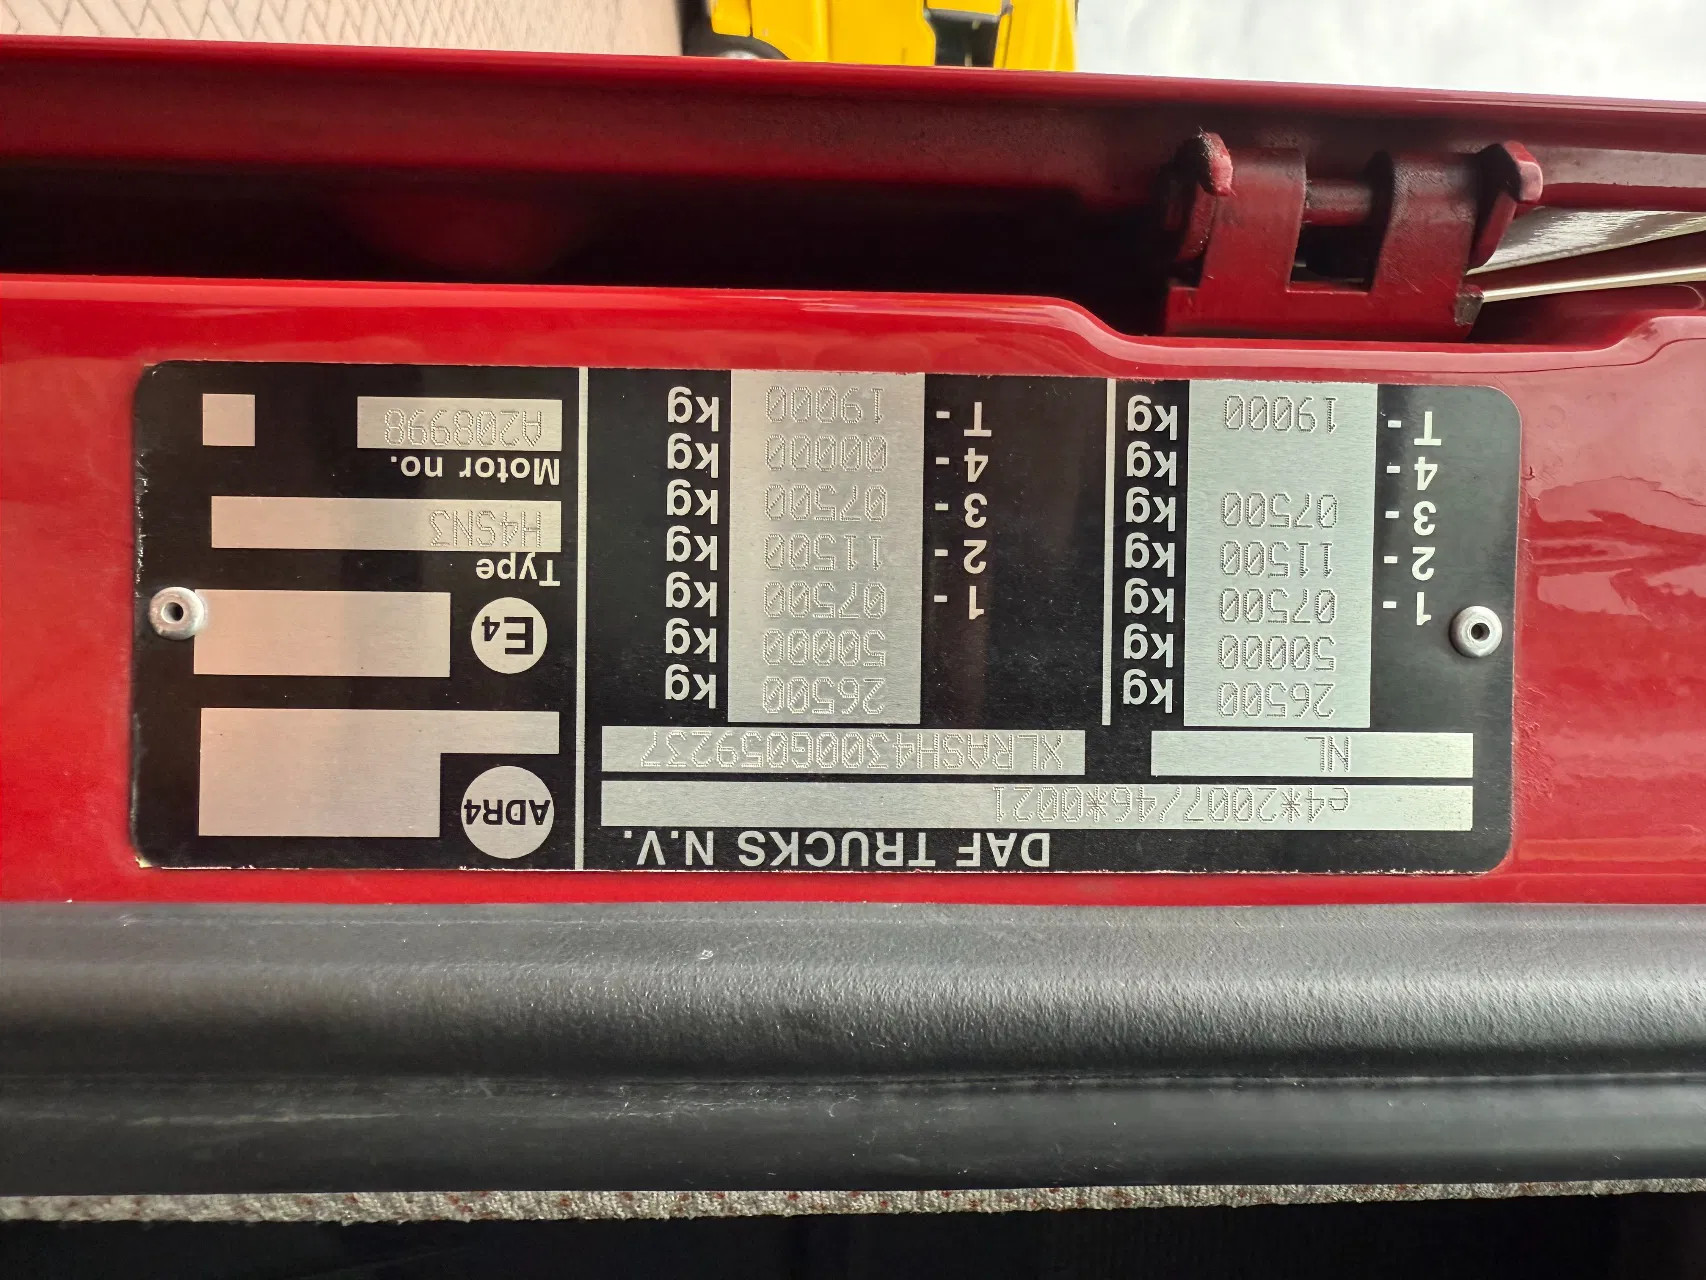 DAF TRUCKS N.V.
e4*2007/46*0021
NL XLRASH4300G059237
26500 kg 26500 kg
50000 kg 50000 kg
1 - 07500 kg 1 - 07500 kg
2 - 11500 kg 2 - 11500 kg
3 - 07500 kg 3 - 07500 kg
4 - kg 4 - 00000 kg
T - 19000 kg T - 19000 kg
ADR4
E4
Type
H4SN3
Motor no.
A208998